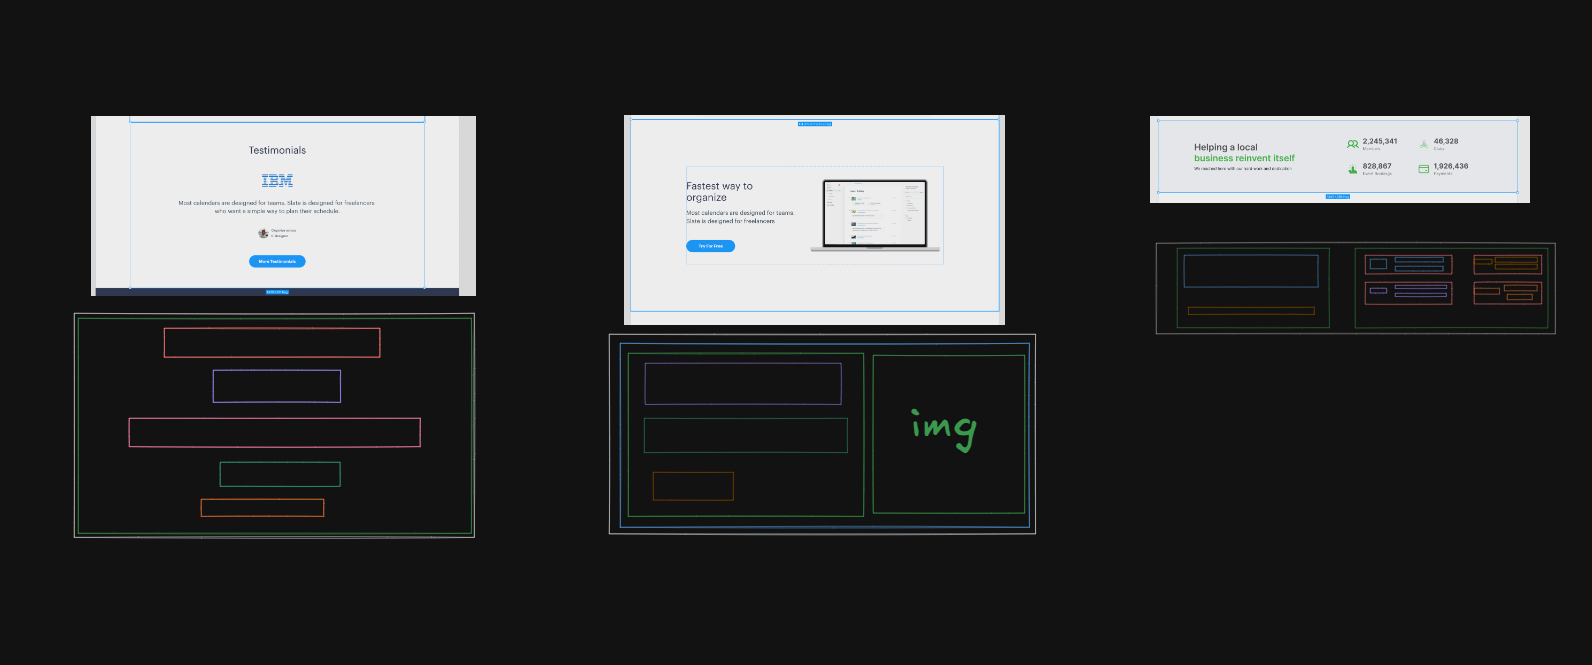 Testimonials
IBM
Most calendars are designed for teams. Slate is designed for freelancers
who want a simple way to plan their schedule.
More Testimonials
Fastest way to
organize
Most calendars are designed for teams.
Slate is designed for freelancers
Try For Free
img
Helping a local
business reinvent itself
We reached here with our hard work and dedication
2,245,341
Members
46,328
Clubs
828,867
Event Bookings
1,926,436
Payments